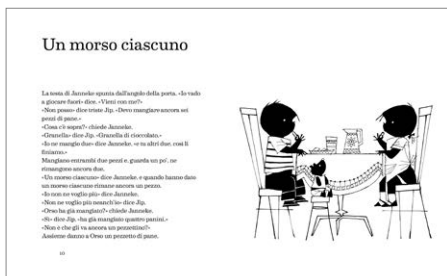 Un morso ciascuno
La testa di Janneke spunta dall'angolo della porta. «Io vado
a giocare fuori» dice. «Vieni con me?»
«Non posso» dice triste Jip. «Devo mangiare ancora sei
pezzi di pane.»
«Cosa c'è sopra?» chiede Janneke.
«Granella» dice Jip. «Granella di cioccolato.»
«Io ne mangio due» dice Janneke. «e tu altri due. così li
finiamo.»
Mangiano entrambi due pezzi e, guarda un po', ne
rimangono ancora due.
«Un morso ciascuno» dice Janneke. e quando hanno dato
un morso ciascuno rimane ancora un pezzo.
«Io non ne voglio più» dice Janneke.
«Non ne voglio più neanch'io» dice Jip.
«Orso ha già mangiato?» chiede Janneke.
«Sì» dice Jip. «ha già mangiato quattro panini.»
«Non è che gli va ancora un pezzettino?»
Assieme danno a Orso un pezzetto di pane.
10